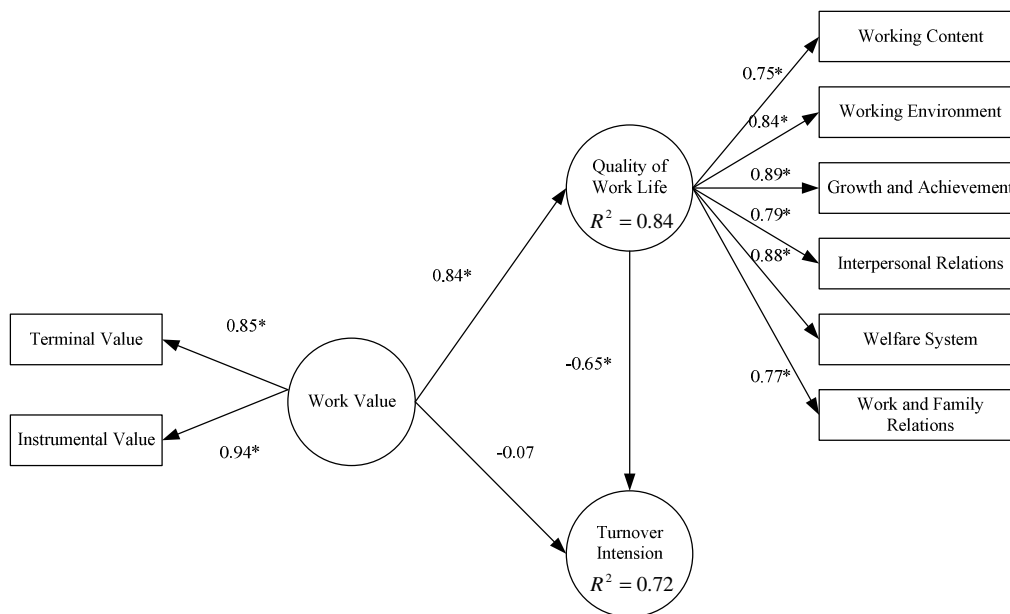 Working Content
0.75*
Working Environment
0.84*
Quality of
Work Life
R² = 0.84
0.89*
Growth and Achievement
0.79*
Interpersonal Relations
0.88*
Welfare System
0.77*
Work and Family
Relations
0.84*
0.85*
Terminal Value
Work Value
Instrumental Value
0.94*
-0.65*
-0.07
Turnover
Intension
R² = 0.72